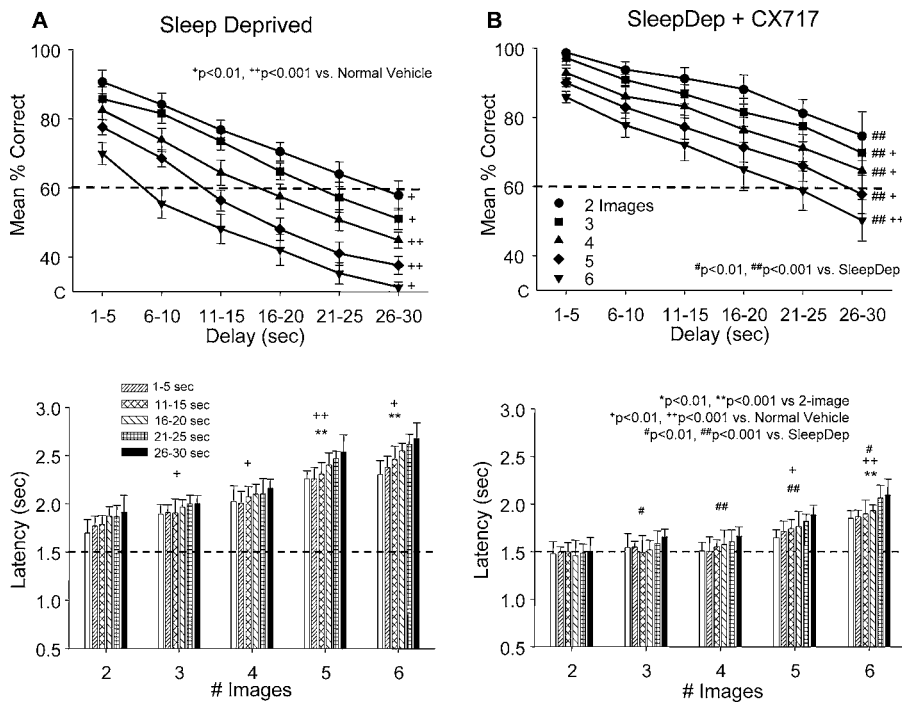 A
Sleep Deprived
+p<0.01, ++p<0.001 vs. Normal Vehicle
100
80
60
40
C
Mean % Correct
+
+
++
++
+
1-5 6-10 11-15 16-20 21-25 26-30
Delay (sec)
B
SleepDep + CX717
100
80
60
40
C
Mean % Correct
##
## +
## +
## +
## ++
2 Images
3
4
5
6
#p<0.01, ##p<0.001 vs. SleepDep
1-5 6-10 11-15 16-20 21-25 26-30
Delay (sec)
1-5 sec
11-15 sec
16-20 sec
21-25 sec
26-30 sec
3.0
2.5
2.0
1.5
1.0
0.5
Latency (sec)
+
+
++
**
+
**
2 3 4 5 6
# Images
*p<0.01, **p<0.001 vs 2-image
+p<0.01, ++p<0.001 vs. Normal Vehicle
#p<0.01, ##p<0.001 vs. SleepDep
3.0
2.5
2.0
1.5
1.0
0.5
Latency (sec)
#
##
+
##
#
++
**
2 3 4 5 6
# Images